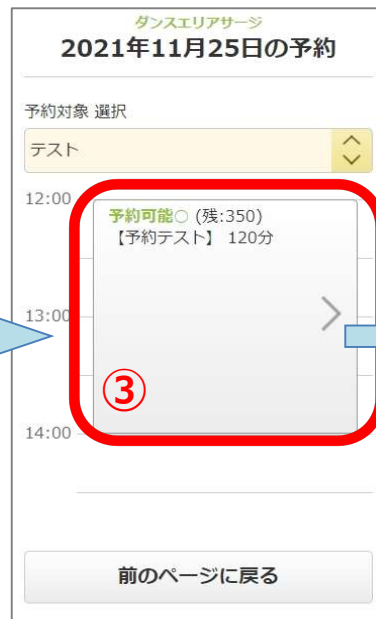 ダンスエリアサージ
2021年11月25日の予約
予約対象 選択
テスト
12:00
予約可能○ (残:350)
【予約テスト】 120分
13:00
③
14:00
前のページに戻る